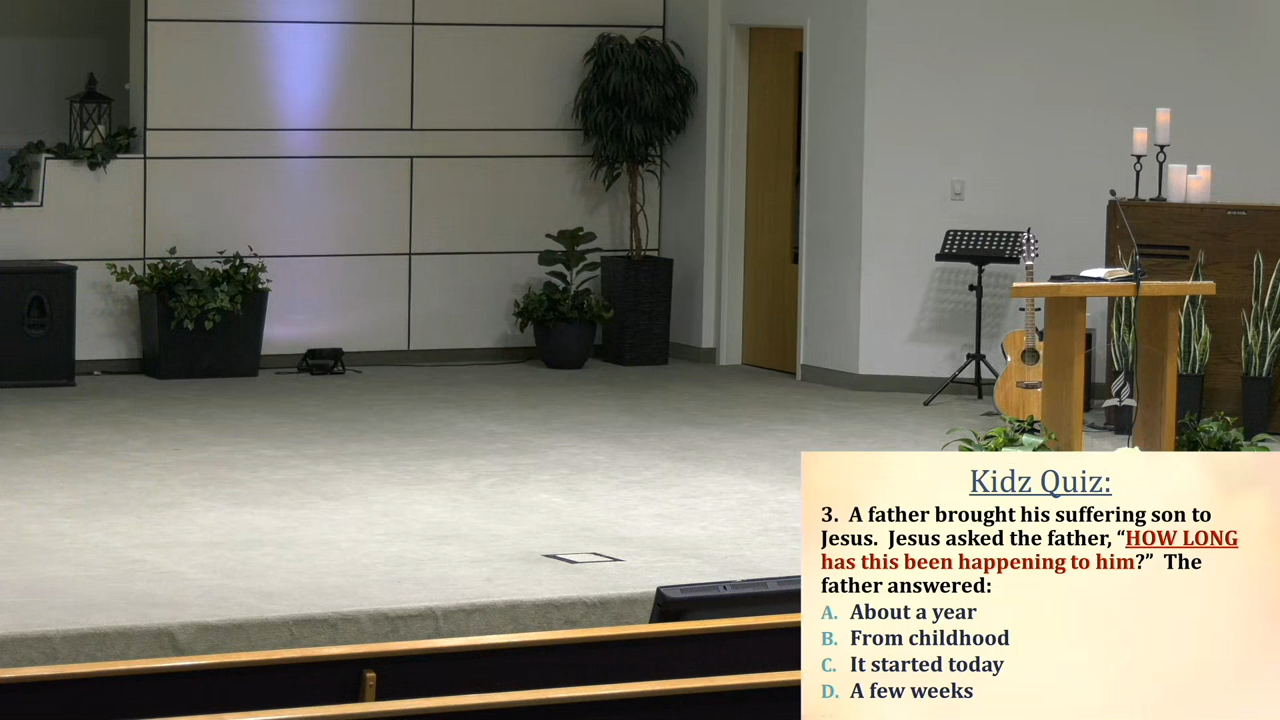 Kidz Quiz:
3. A father brought his suffering son to
Jesus. Jesus asked the father, “HOW LONG
has this been happening to him?” The
father answered:
A. About a year
B. From childhood
C. It started today
D. A few weeks